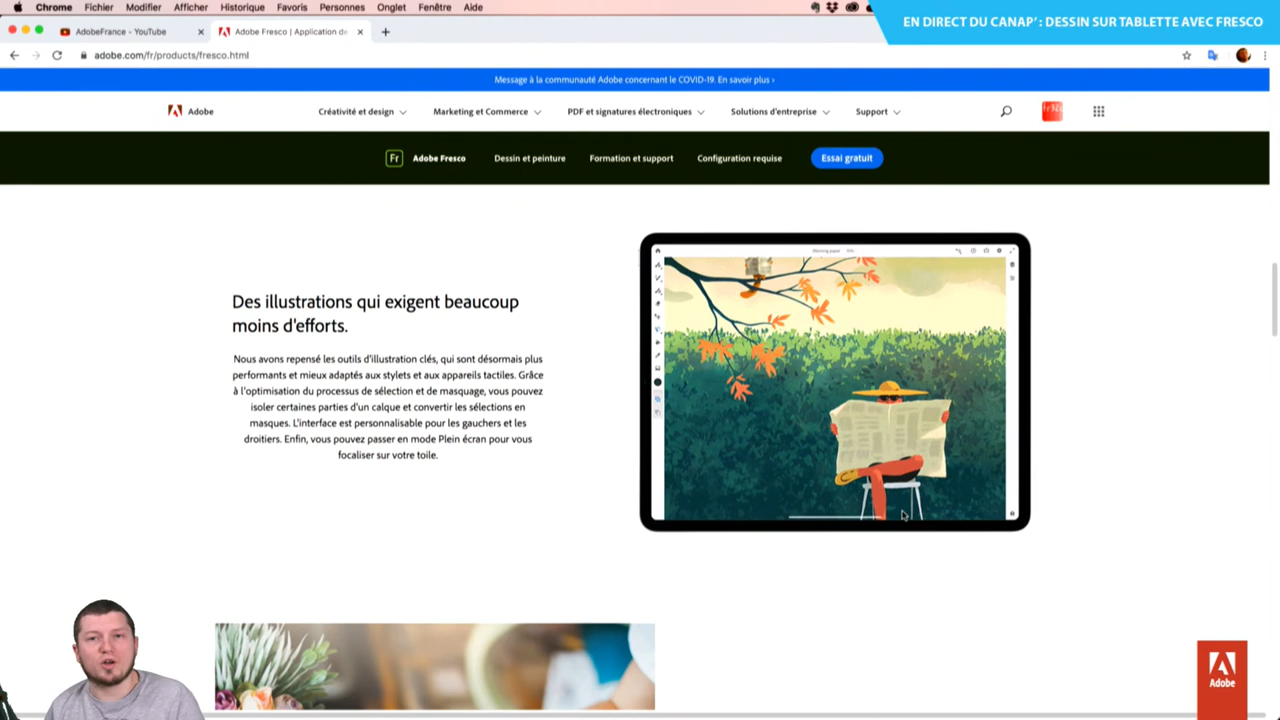 Chrome Fichier Modifier Afficher Historique Favoris Personnes Onglet Fenêtre Aide
EN DIRECT DU CANAP' : DESSIN SUR TABLETTE AVEC FRESCO
AdobeFrance - YouTube
Adobe Fresco | Application de
adobe.com/fr/products/fresco.html
Message à la communauté Adobe concernant le COVID-19. En savoir plus ›
Adobe
Créativité et design
Marketing et Commerce
PDF et signatures électroniques
Solutions d'entreprise
Support
Fr Adobe Fresco
Dessin et peinture
Formation et support
Configuration requise
Essai gratuit
Des illustrations qui exigent beaucoup
moins d'efforts.
Nous avons repensé les outils d'illustration clés, qui sont désormais plus
performants et mieux adaptés aux stylets et aux appareils tactiles. Grâce
à l'optimisation du processus de sélection et de masquage, vous pouvez
isoler certaines parties d'un calque et convertir les sélections en
masques. L'interface est personnalisable pour les gauchers et les
droitiers. Enfin, vous pouvez passer en mode Plein écran pour vous
focaliser sur votre toile.
Adobe